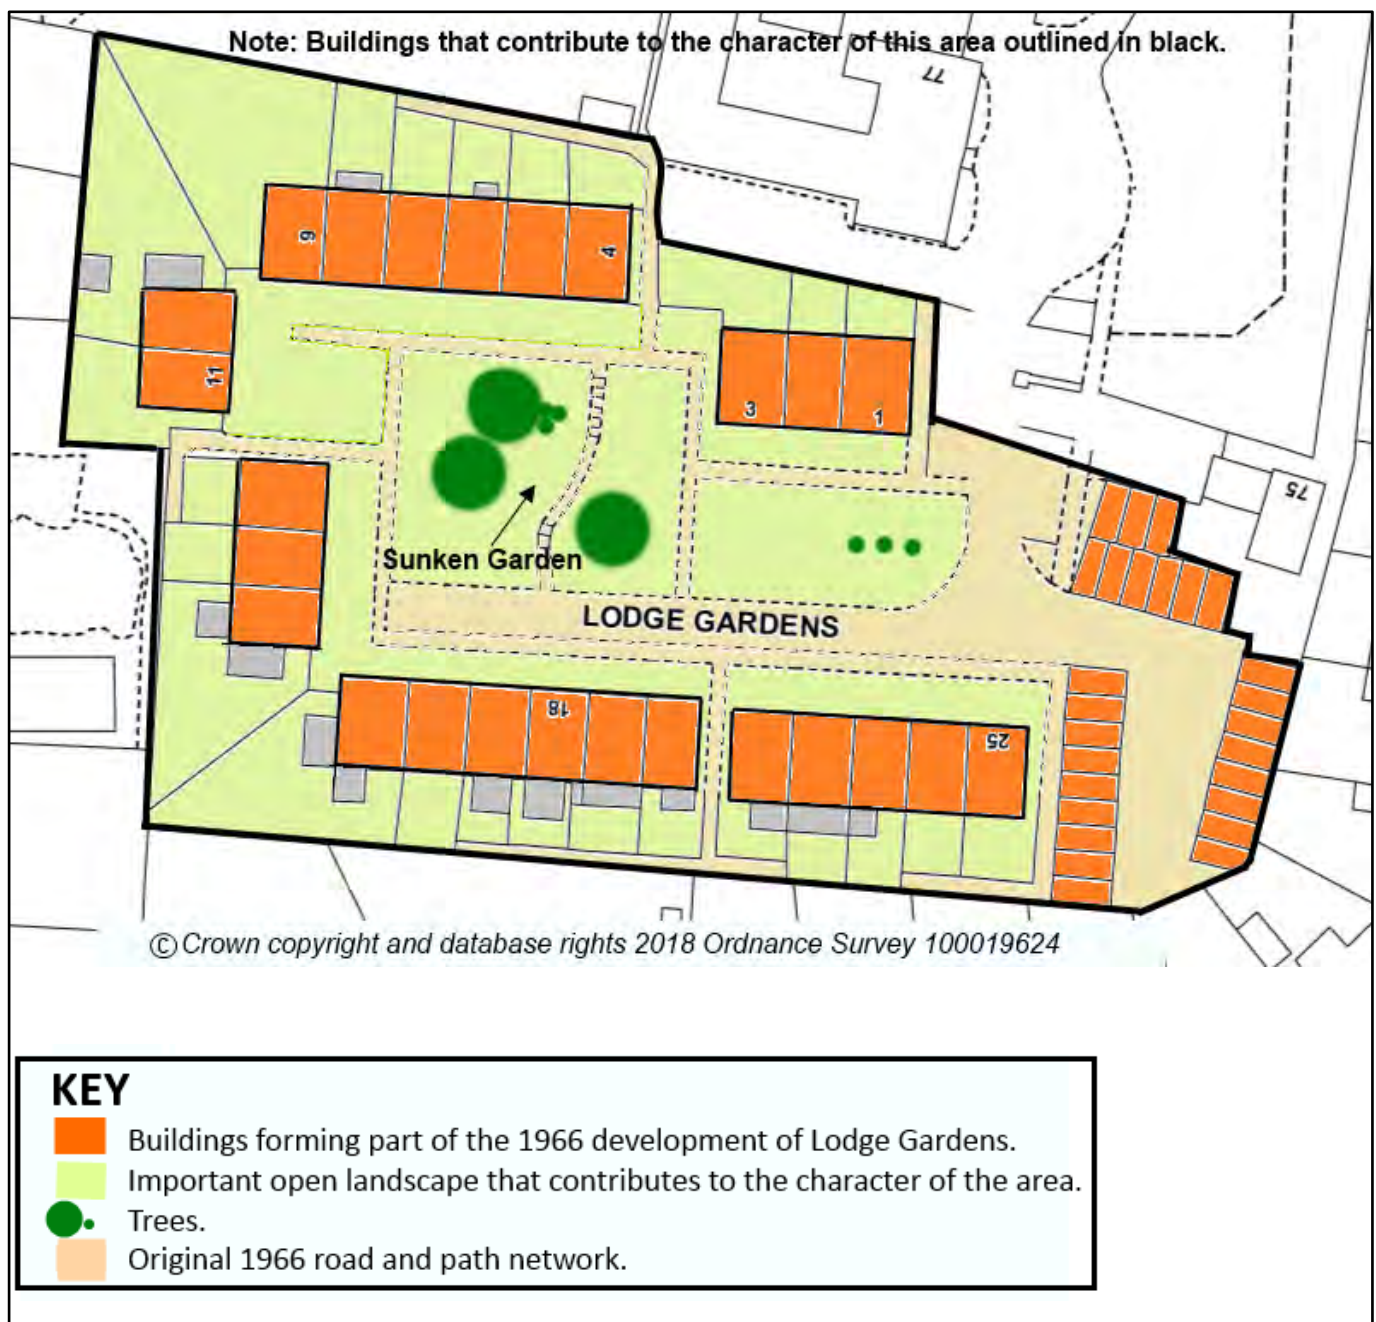 Note: Buildings that contribute to the character of this area outlined in black.
77
9
4
11
3
1
75
Sunken Garden
LODGE GARDENS
18
25
© Crown copyright and database rights 2018 Ordnance Survey 100019624
KEY
Buildings forming part of the 1966 development of Lodge Gardens.
Important open landscape that contributes to the character of the area.
Trees.
Original 1966 road and path network.